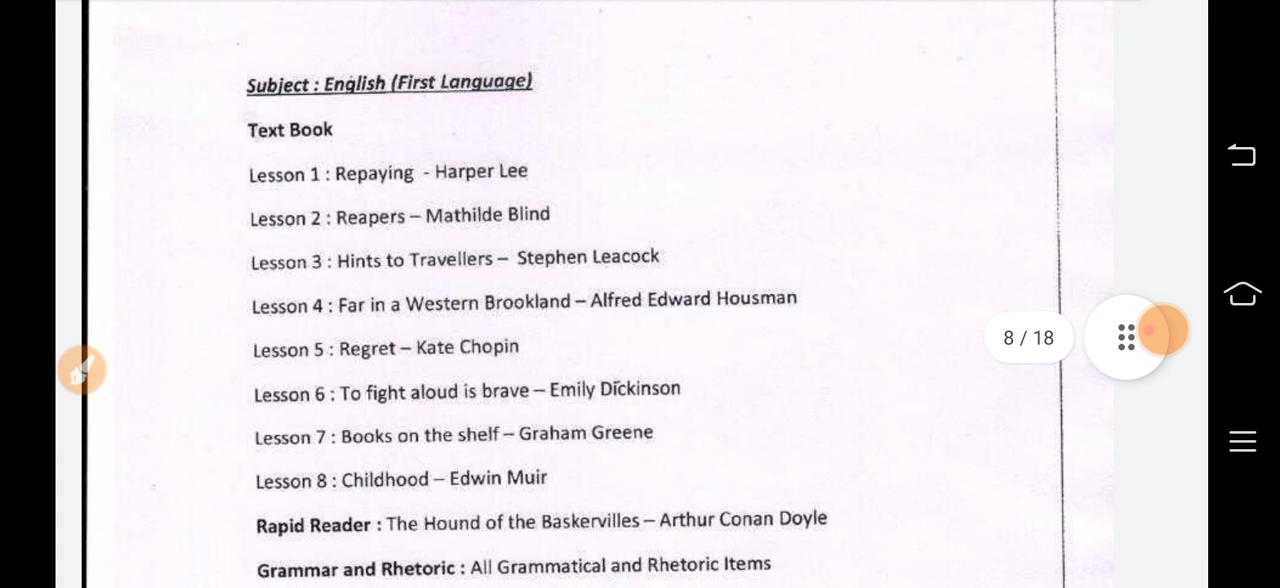 Subject : English (First Language)
Text Book
Lesson 1 : Repaying - Harper Lee
Lesson 2 : Reapers – Mathilde Blind
Lesson 3 : Hints to Travellers – Stephen Leacock
Lesson 4 : Far in a Western Brookland – Alfred Edward Housman
8 / 18
Lesson 5 : Regret – Kate Chopin
Lesson 6 : To fight aloud is brave – Emily Dickinson
Lesson 7 : Books on the shelf – Graham Greene
Lesson 8 : Childhood – Edwin Muir
Rapid Reader : The Hound of the Baskervilles – Arthur Conan Doyle
Grammar and Rhetoric : All Grammatical and Rhetoric Items